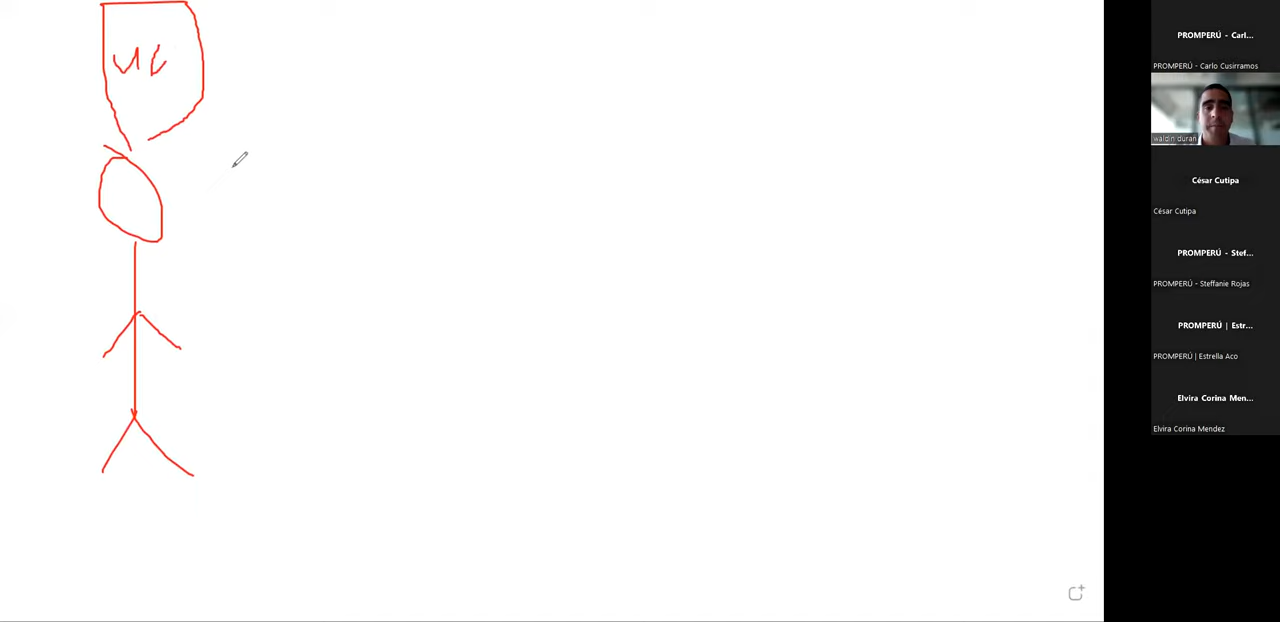 PROMPERÚ - Carl...
PROMPERÚ - Carlo Cusirramos
waldin duran
César Cutipa
César Cutipa
PROMPERÚ - Stef...
PROMPERÚ - Steffanie Rojas
PROMPERÚ | Estr...
PROMPERÚ | Estrella Aco
Elvira Corina Men...
Elvira Corina Mendez